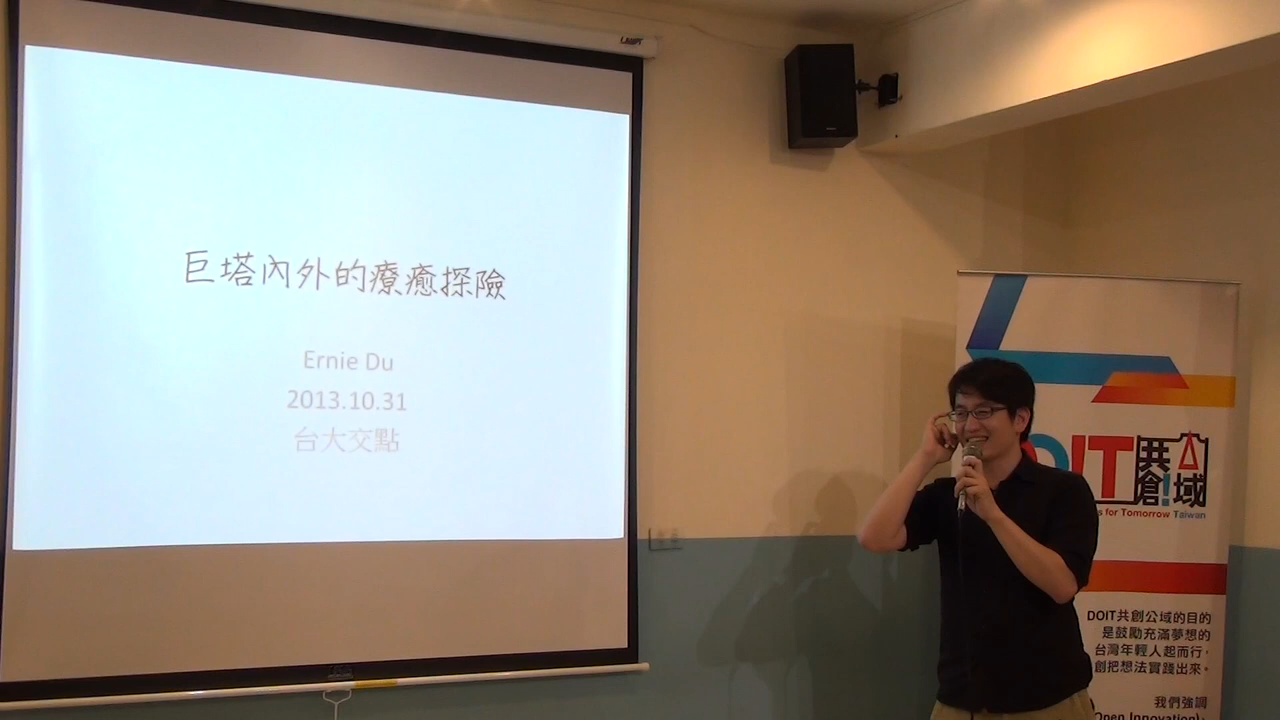 巨塔內外的療癒探險
Ernie Du
2013.10.31
台大交點
OIT
共創!公域
s for Tomorrow Taiwan
DOIT共創公域的目的
是鼓勵充滿夢想的
台灣年輕人起而行，
創把想法實踐出來。
我們強調
Open Innovation)、